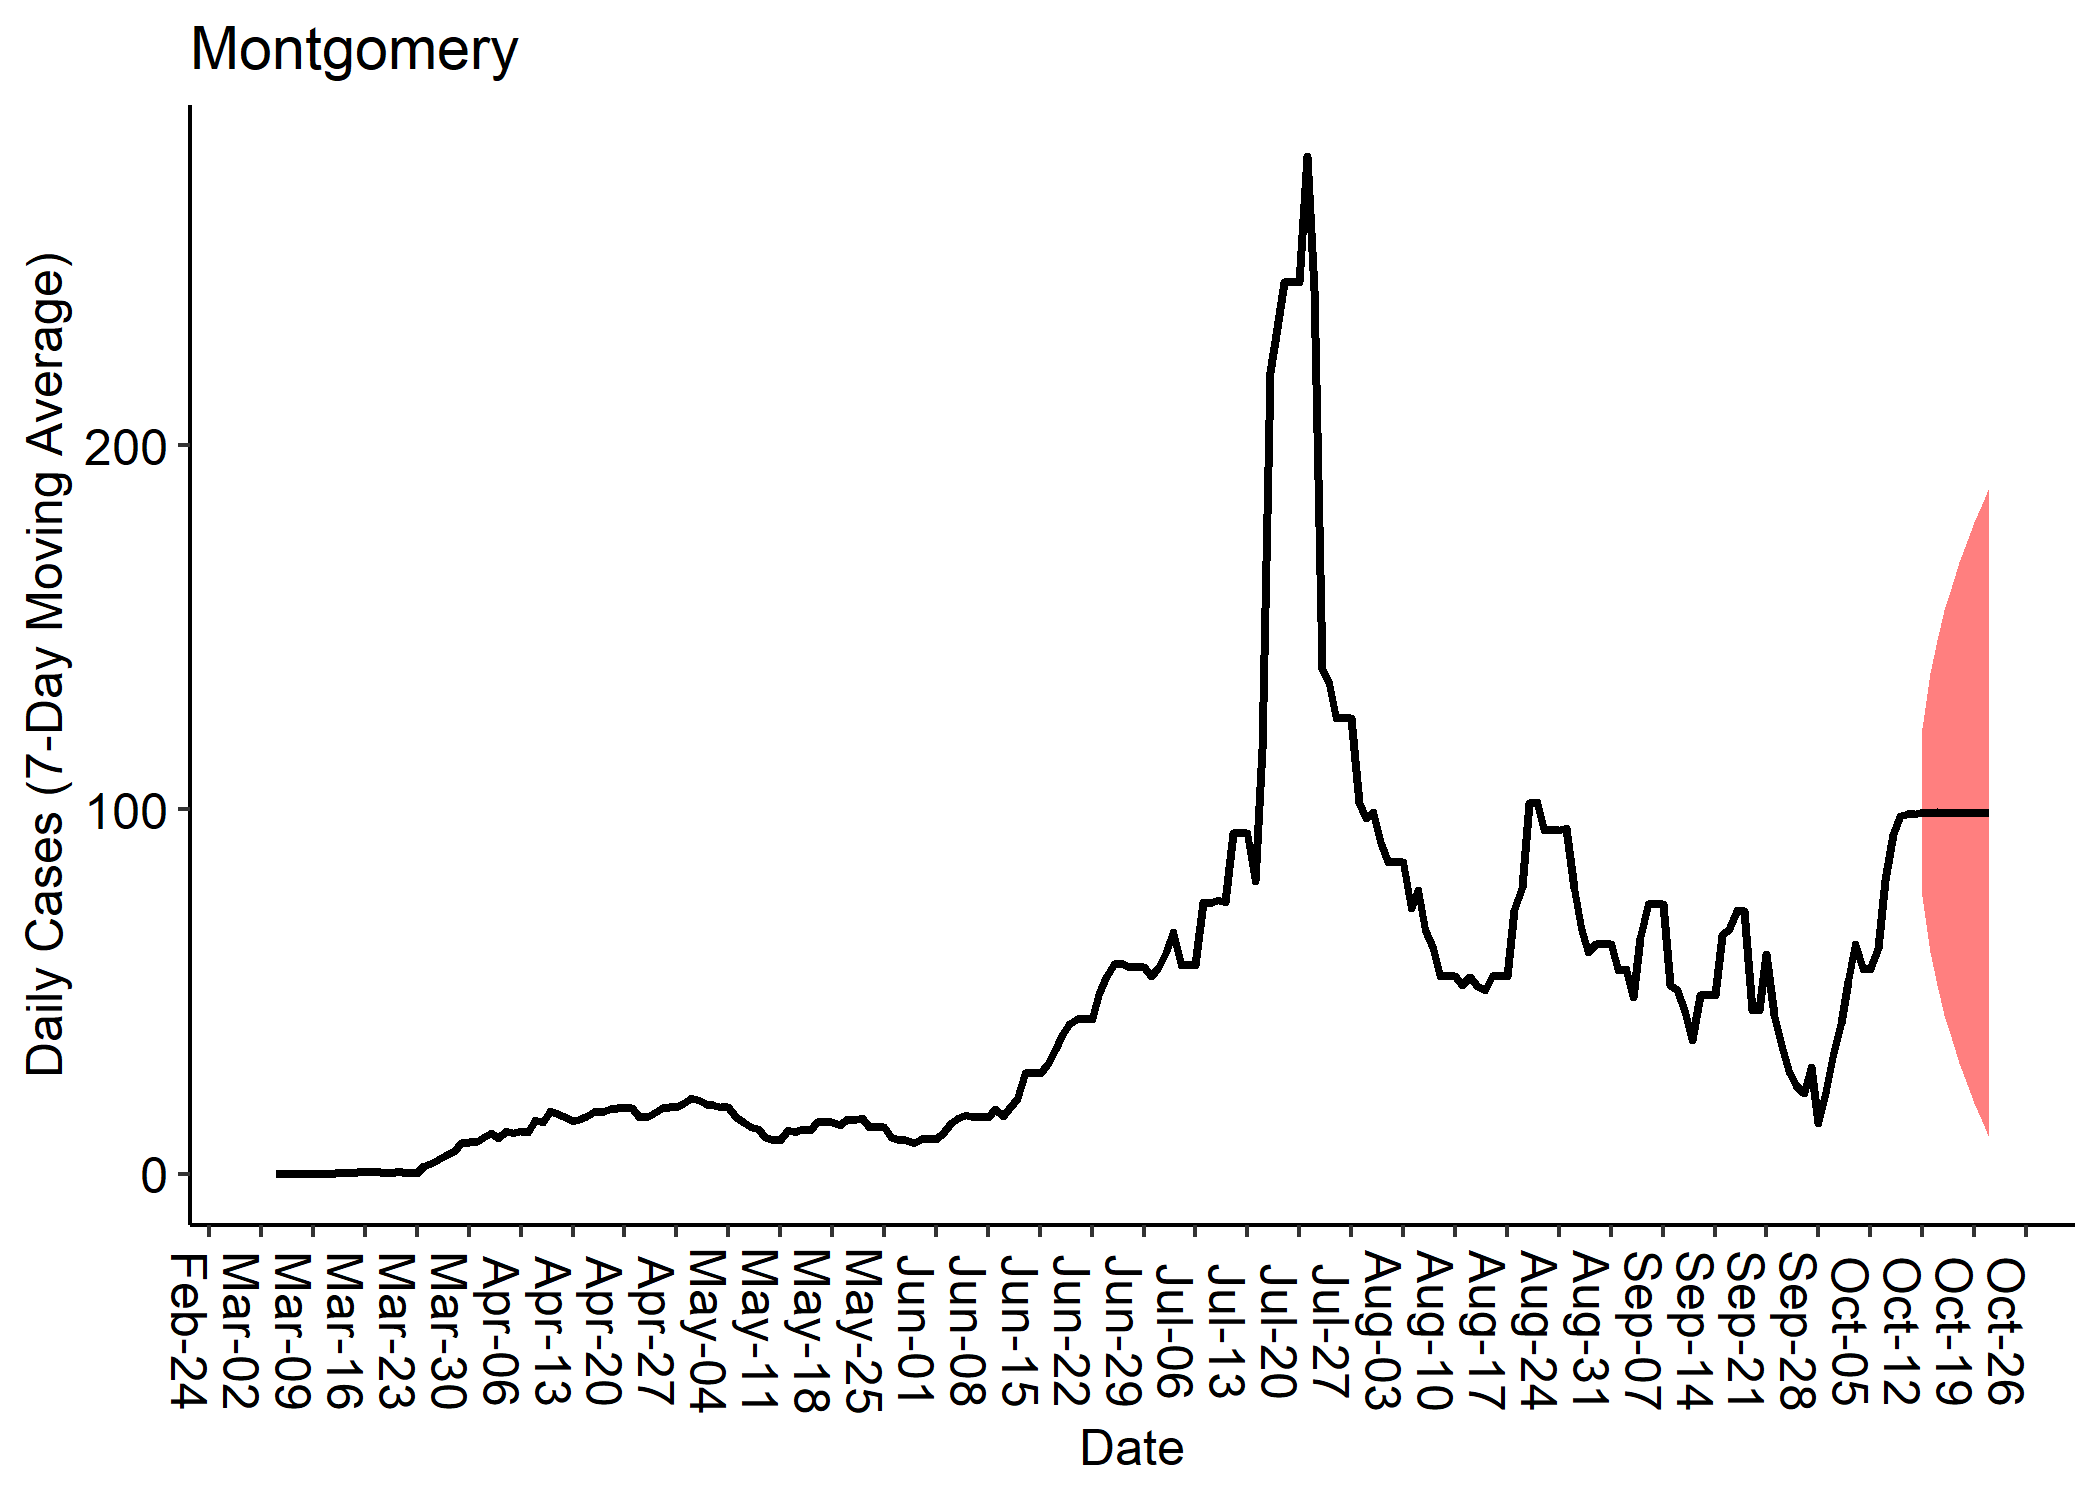 Montgomery
Daily Cases (7-Day Moving Average)
200
100
0
Feb-24
Mar-02
Mar-09
Mar-16
Mar-23
Mar-30
Apr-06
Apr-13
Apr-20
Apr-27
May-04
May-11
May-18
May-25
Jun-01
Jun-08
Jun-15
Jun-22
Jun-29
Jul-06
Jul-13
Jul-20
Jul-27
Aug-03
Aug-10
Aug-17
Aug-24
Aug-31
Sep-07
Sep-14
Sep-21
Sep-28
Oct-05
Oct-12
Oct-19
Oct-26
Date